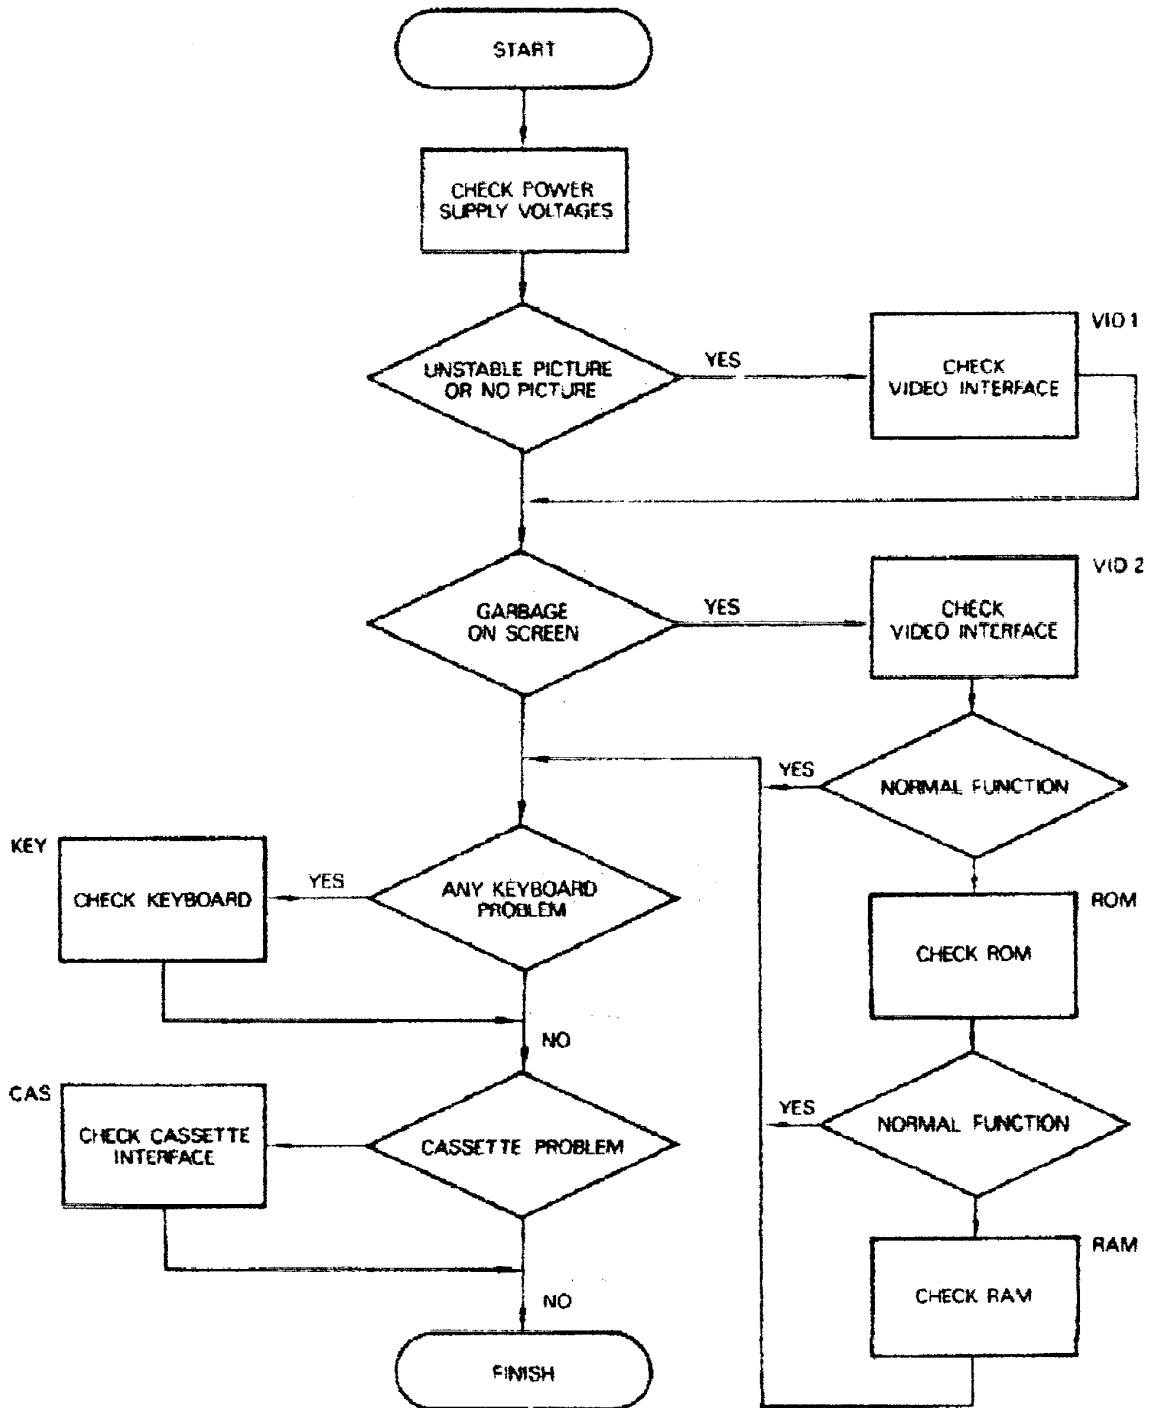 START
CHECK POWER
SUPPLY VOLTAGES
UNSTABLE PICTURE
OR NO PICTURE
YES
CHECK
VIDEO INTERFACE
VID 1
GARBAGE
ON SCREEN
YES
CHECK
VIDEO INTERFACE
VID 2
YES
NORMAL FUNCTION
KEY
CHECK KEYBOARD
YES
ANY KEYBOARD
PROBLEM
CHECK ROM
ROM
NO
CAS
CHECK CASSETTE
INTERFACE
CASSETTE PROBLEM
YES
NORMAL FUNCTION
CHECK RAM
RAM
NO
FINISH